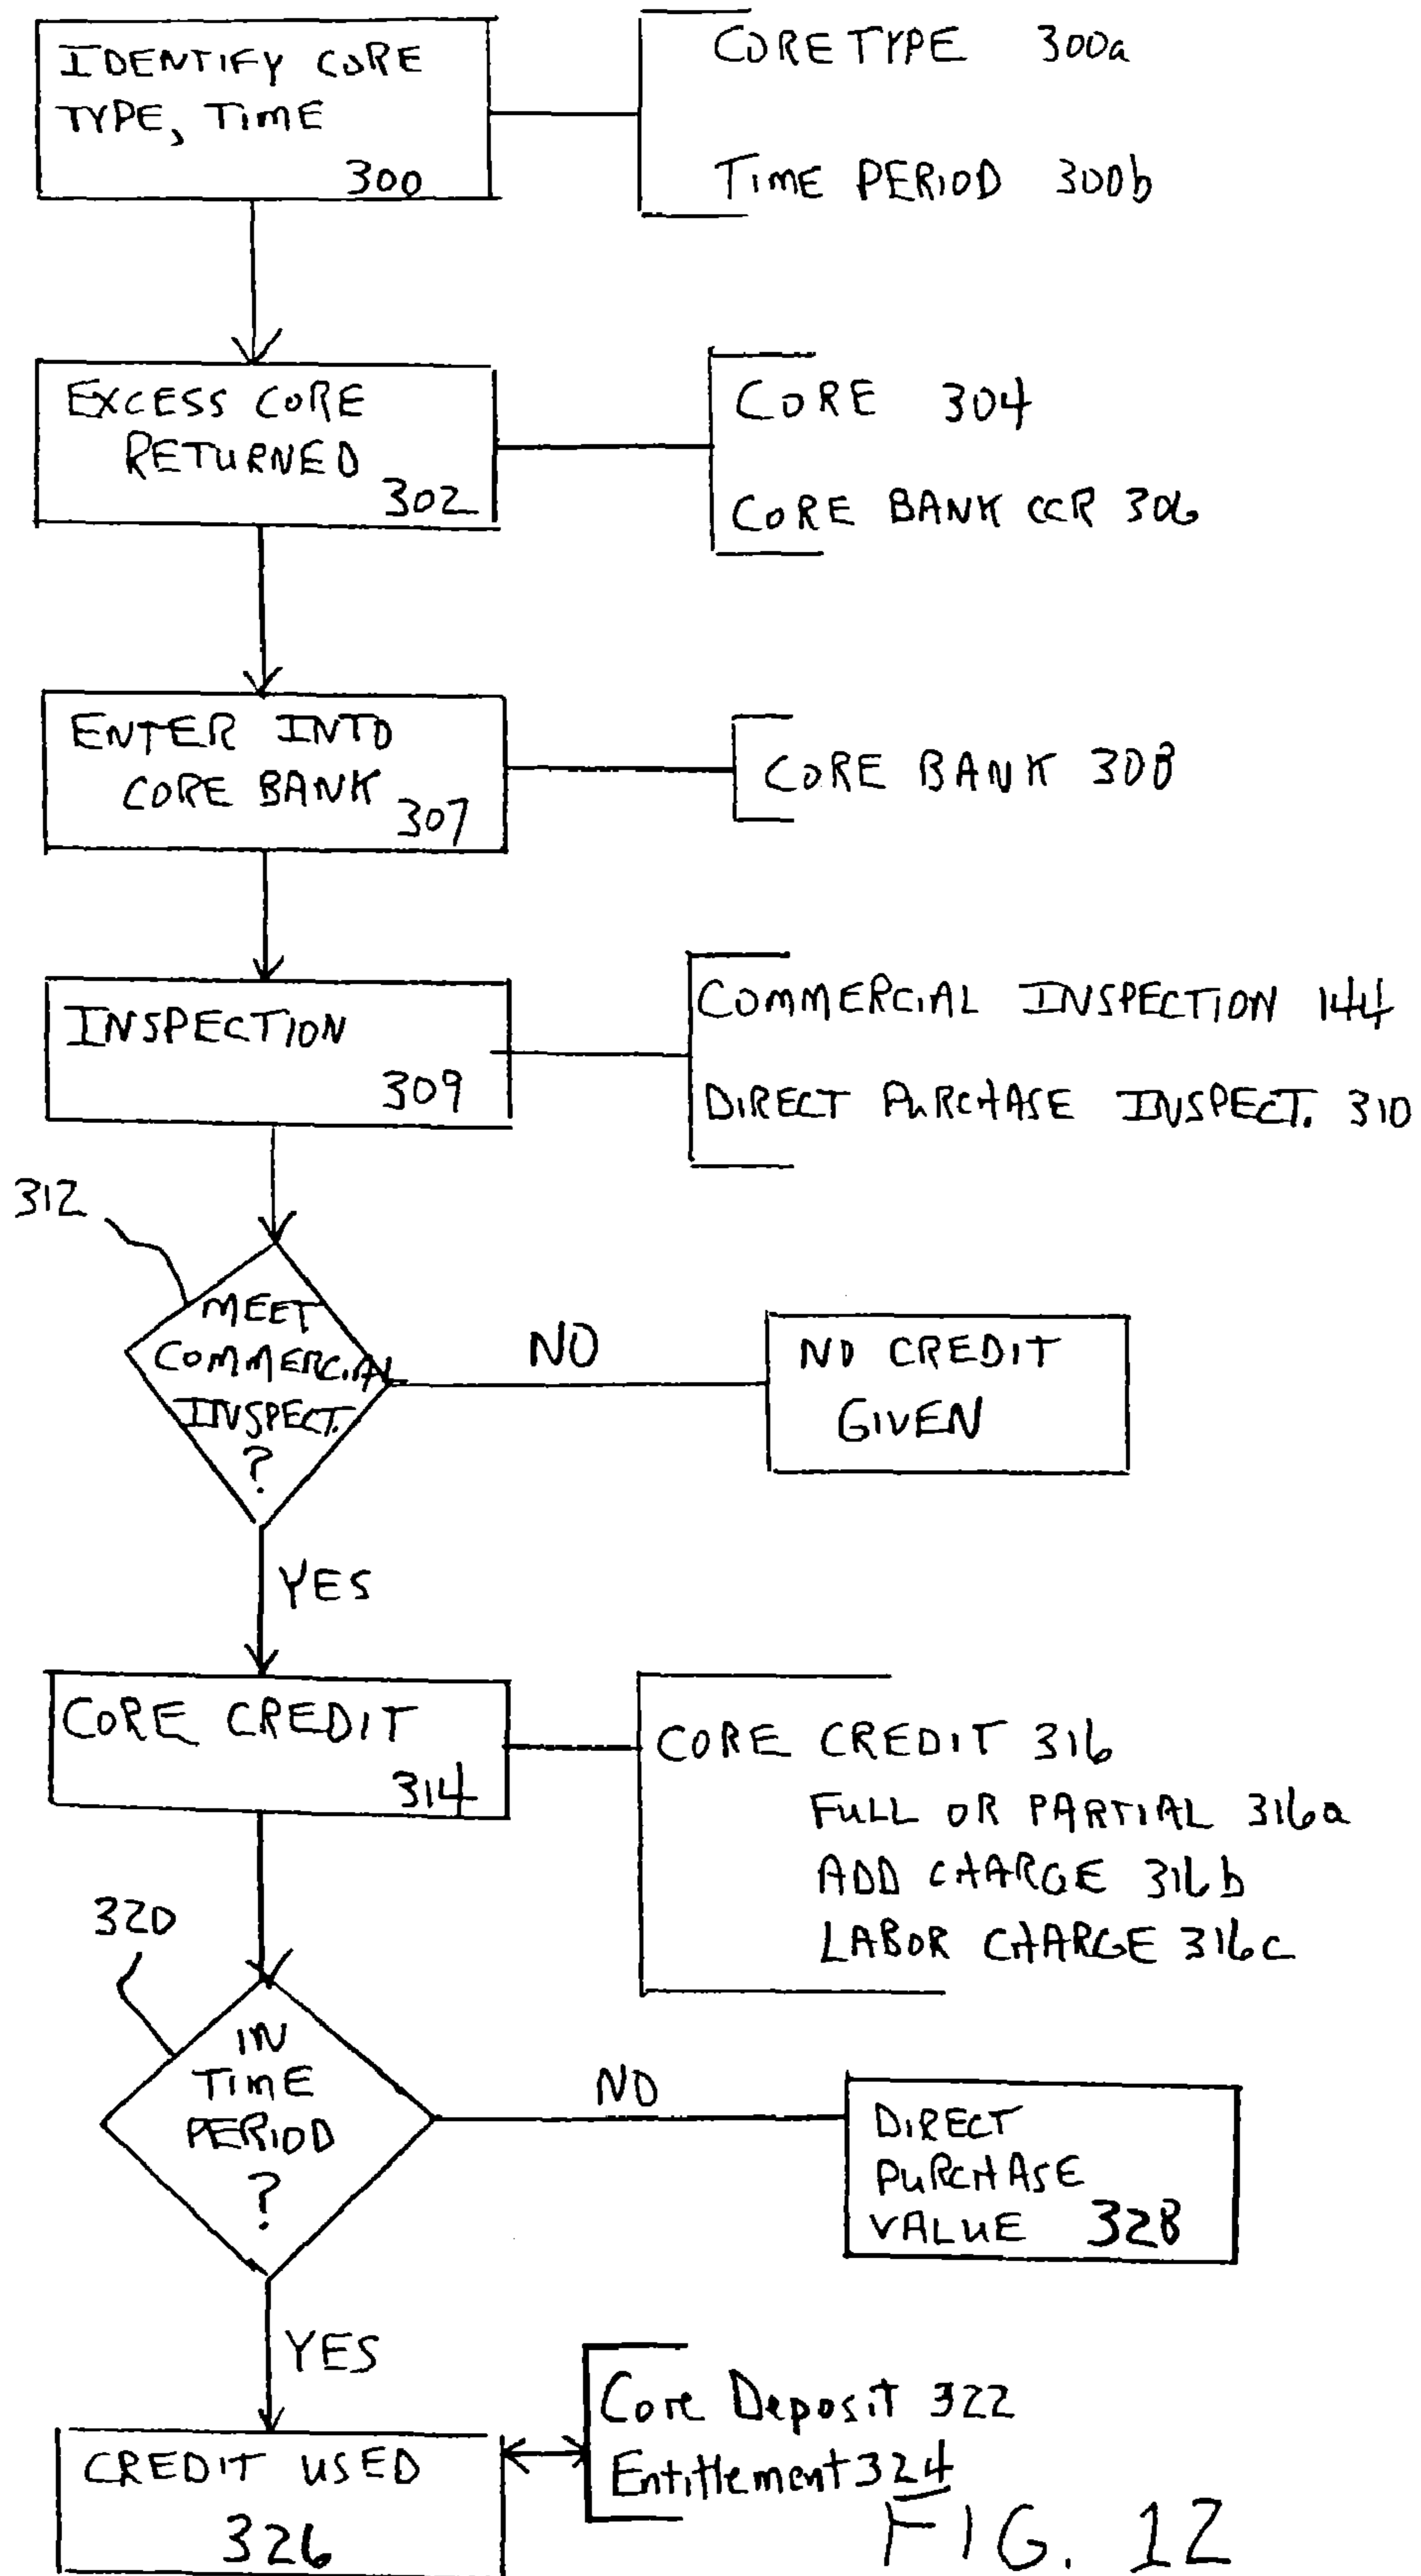 IDENTIFY CORE
TYPE, TIME
300
CORE TYPE 300a
TIME PERIOD 300b
EXCESS CORE
RETURNED
302
CORE 304
CORE BANK CCR 306
ENTER INTO
CORE BANK
307
CORE BANK 308
INSPECTION
309
COMMERCIAL INSPECTION 144
DIRECT PURCHASE INSPECT. 310
312
MEET
COMMERCIAL
INSPECT.
?
NO
NO CREDIT
GIVEN
YES
CORE CREDIT
314
CORE CREDIT 316
FULL OR PARTIAL 316a
ADD CHARGE 316b
LABOR CHARGE 316c
320
IN
TIME
PERIOD
?
NO
DIRECT
PURCHASE
VALUE 328
YES
CREDIT USED
326
Core Deposit 322
Entitlement 324
FIG. 12